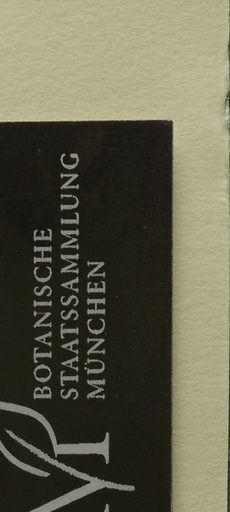 BOTANISCHE
STAATSSAMMLUNG
MÜNCHEN
M